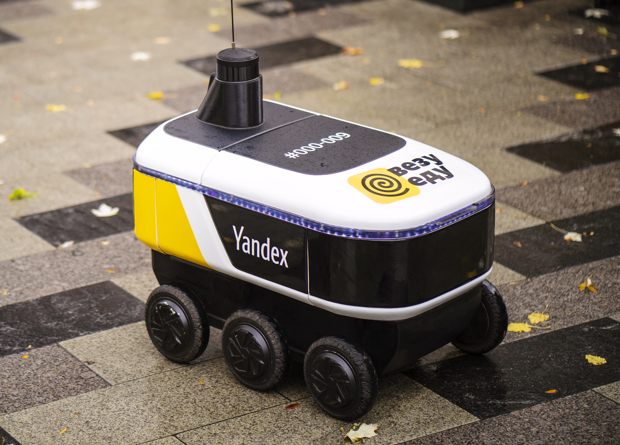 #000-009
везу
еду
Yandex